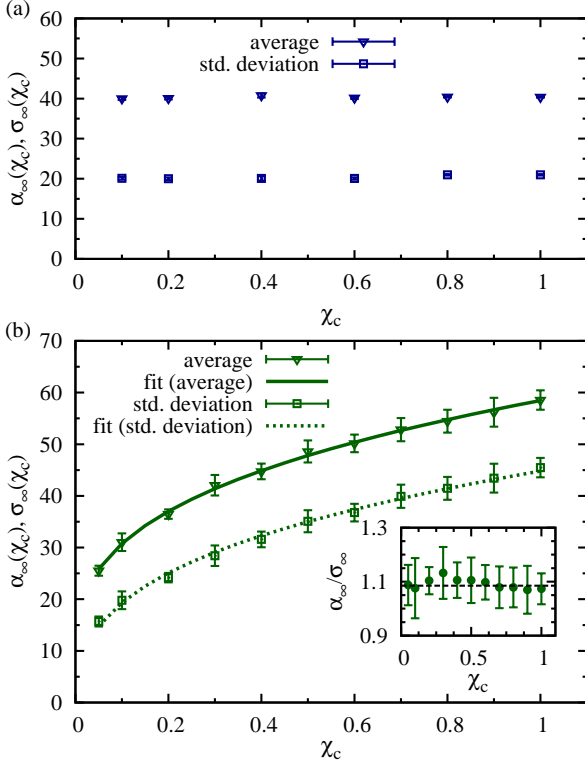 (a)
average
std. deviation
α∞(χc), σ∞(χc)
60
50
40
30
20
10
0
0 0.2 0.4 0.6 0.8 1
χc
(b)
average
fit (average)
std. deviation
fit (std. deviation)
α∞(χc), σ∞(χc)
70
60
50
40
30
20
10
0
α∞/σ∞
1.3
1.1
0.9
0 0.5 1
χc
0 0.2 0.4 0.6 0.8 1
χc